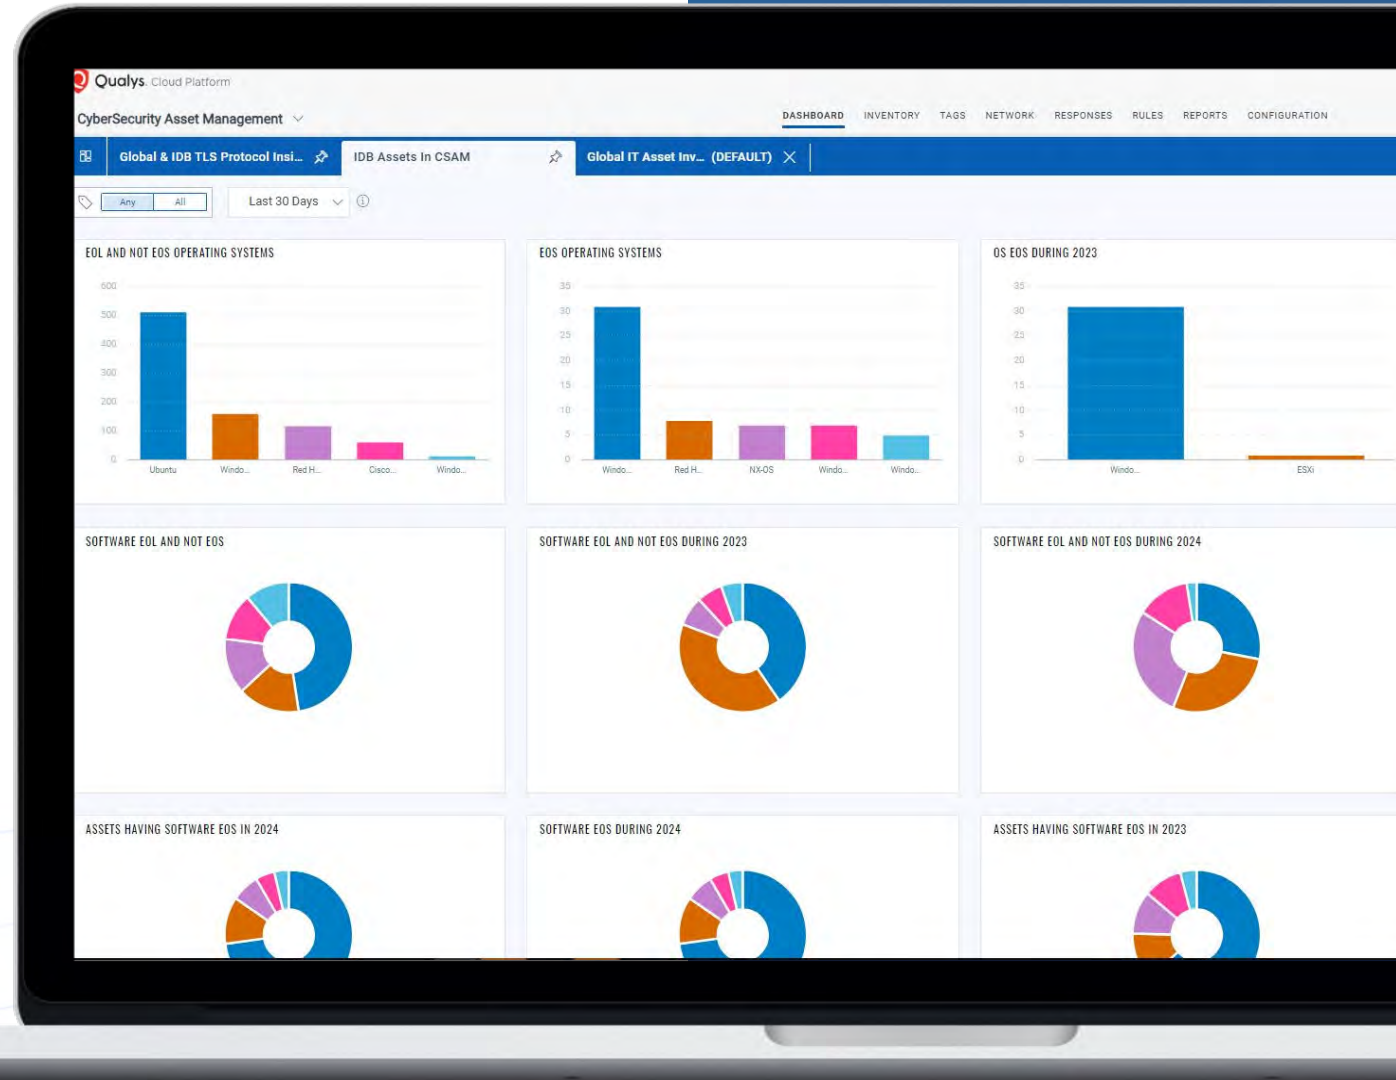 Qualys. Cloud Platform
CyberSecurity Asset Management
DASHBOARD INVENTORY TAGS NETWORK RESPONSES RULES REPORTS CONFIGURATION
Global & IDB TLS Protocol Insi... IDB Assets In CSAM Global IT Asset Inv... (DEFAULT)
Any All Last 30 Days
EOL AND NOT EOS OPERATING SYSTEMS
600
500
400
300
200
100
0
Ubuntu Windo... Red H... Cisco... Windo...
EOS OPERATING SYSTEMS
35
30
25
20
15
10
5
0
Windo... Red H... NX-OS Windo... Windo...
OS EOS DURING 2023
35
30
25
20
15
10
5
0
Windo... ESXi
SOFTWARE EOL AND NOT EOS
SOFTWARE EOL AND NOT EOS DURING 2023
SOFTWARE EOL AND NOT EOS DURING 2024
ASSETS HAVING SOFTWARE EOS IN 2024
SOFTWARE EOS DURING 2024
ASSETS HAVING SOFTWARE EOS IN 2023